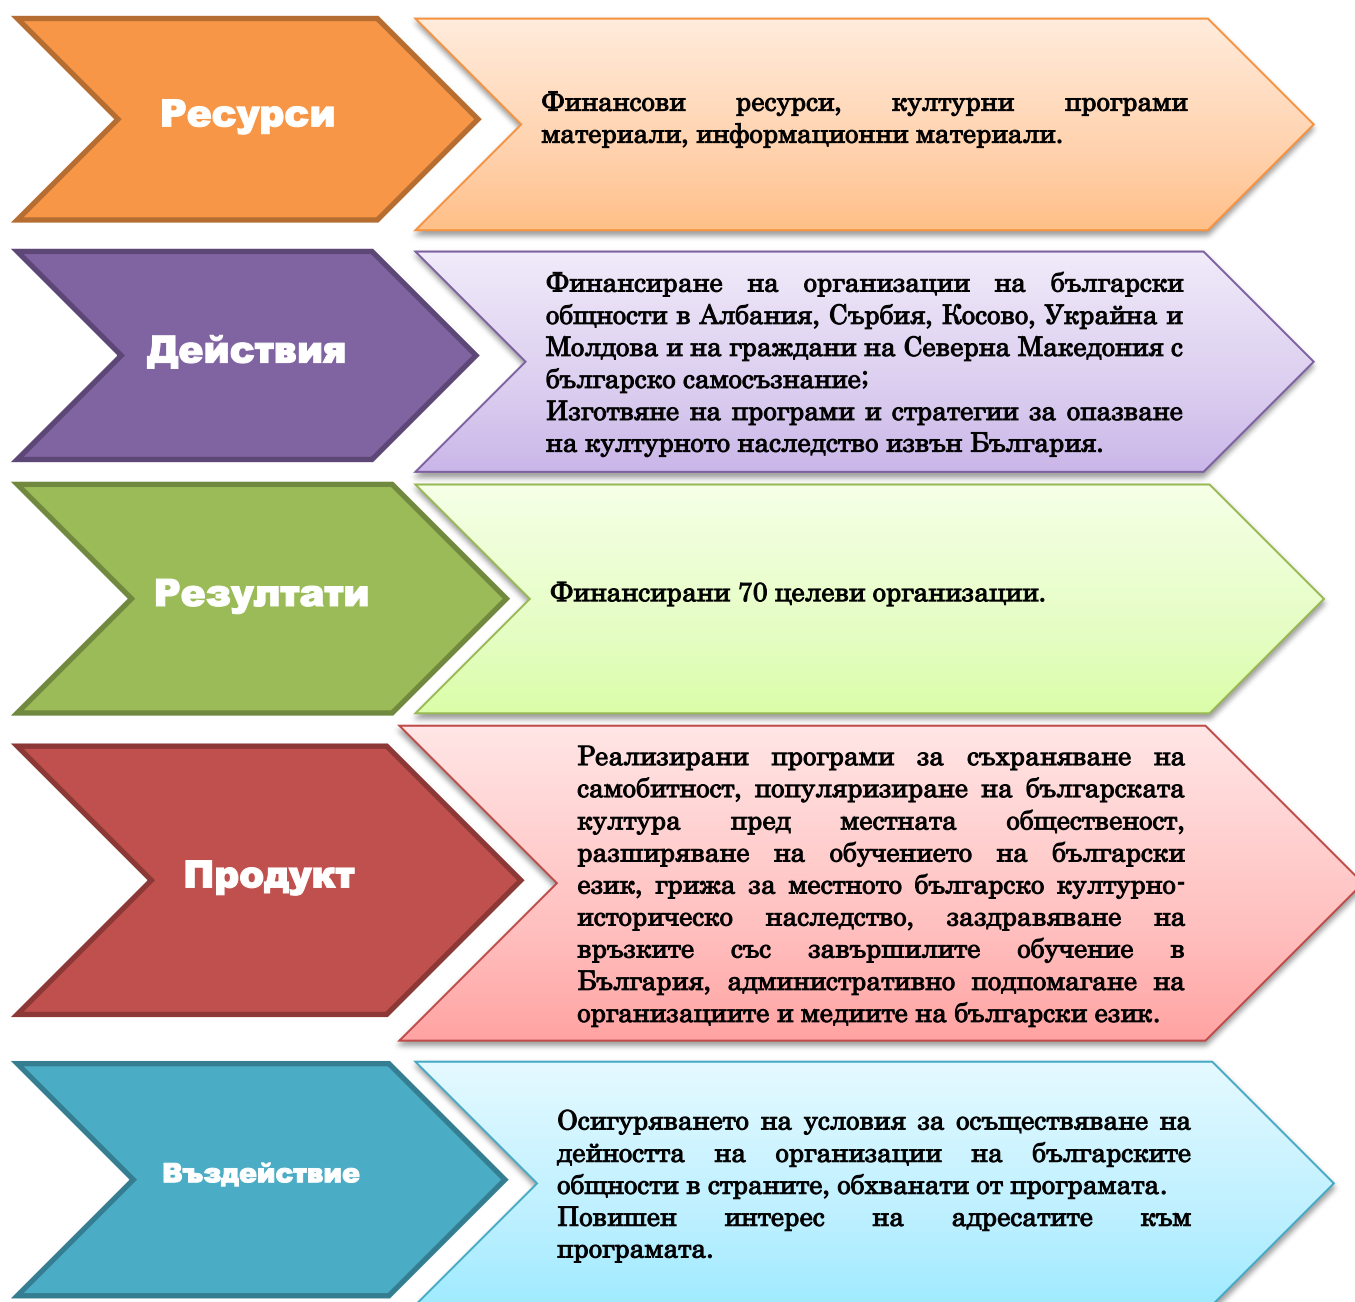 Ресурси
Финансови ресурси, културни програми
материали, информационни материали.
Действия
Финансиране на организации на български
общности в Албания, Сърбия, Косово, Украйна и
Молдова и на граждани на Северна Македония с
българско самосъзнание;
Изготвяне на програми и стратегии за опазване
на културното наследство извън България.
Резултати
Финансирани 70 целеви организации.
Продукт
Реализирани програми за съхраняване на
самобитност, популяризиране на българската
култура пред местната общественост,
разширяване на обучението на български
език, грижа за местното българско културно-
историческо наследство, заздравяване на
връзките със завършилите обучение в
България, административно подпомагане на
организациите и медиите на български език.
Въздействие
Осигуряването на условия за осъществяване на
дейността на организации на българските
общности в страните, обхванати от програмата.
Повишен интерес на адресатите към
програмата.